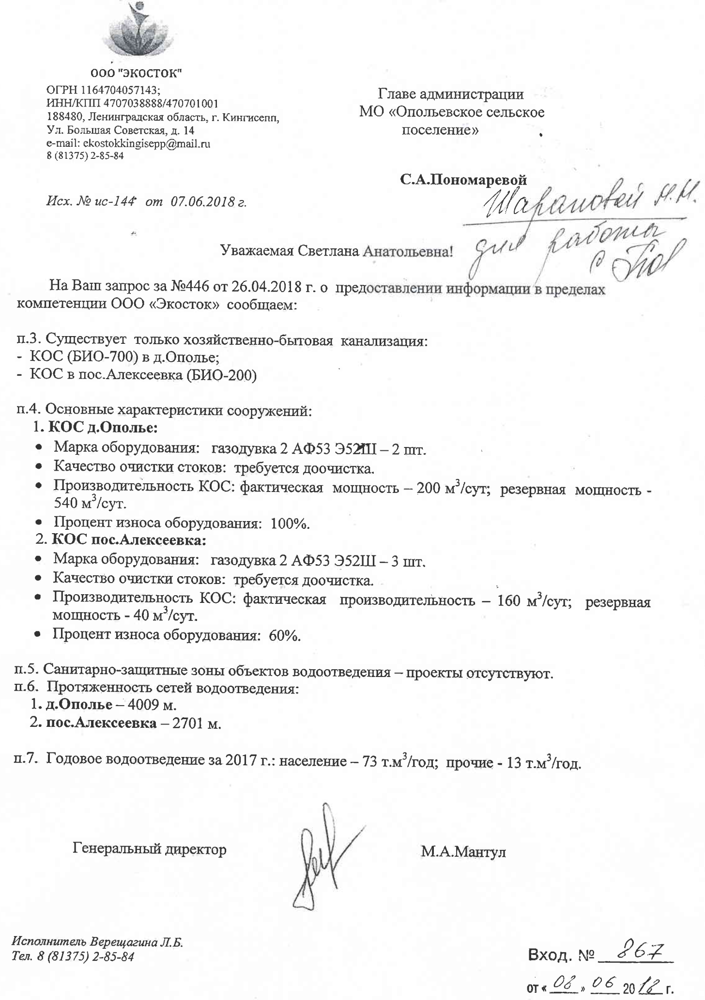 ООО "ЭКОСТОК"
ОГРН 1164704057143;
ИНН/КПП 4707038888/470701001
188480, Ленинградская область, г. Кингисепп,
Ул. Большая Советская, д. 14
e-mail: ekostokkingisepp@mail.ru
8 (81375) 2-85-84
Главе администрации
МО «Опольевское сельское
поселение»
С.А.Пономаревой
Исх. № ис-144 от 07.06.2018 г.
Шарановой Н.Н.
для работы
Уважаемая Светлана Анатольевна!
На Ваш запрос за №446 от 26.04.2018 г. о предоставлении информации в пределах
компетенции ООО «Экосток» сообщаем:
п.3. Существует только хозяйственно-бытовая канализация:
- КОС (БИО-700) в д.Ополье;
- КОС в пос.Алексеевка (БИО-200)
п.4. Основные характеристики сооружений:
1. КОС д.Ополье:
• Марка оборудования: газодувка 2 АФ53 Э52Ш – 2 шт.
• Качество очистки стоков: требуется доочистка.
• Производительность КОС: фактическая мощность – 200 м³/сут; резервная мощность -
540 м³/сут.
• Процент износа оборудования: 100%.
2. КОС пос.Алексеевка:
• Марка оборудования: газодувка 2 АФ53 Э52Ш – 3 шт.
• Качество очистки стоков: требуется доочистка.
• Производительность КОС: фактическая производительность – 160 м³/сут; резервная
мощность - 40 м³/сут.
• Процент износа оборудования: 60%.
п.5. Санитарно-защитные зоны объектов водоотведения – проекты отсутствуют.
п.6. Протяженность сетей водоотведения:
1. д.Ополье – 4009 м.
2. пос.Алексеевка – 2701 м.
п.7. Годовое водоотведение за 2017 г.: население – 73 т.м³/год; прочие - 13 т.м³/год.
Генеральный директор
М.А.Мантул
Исполнитель Верещагина Л.Б.
Тел. 8 (81375) 2-85-84
Вход. № 867
от « 08 » 06 2018 г.